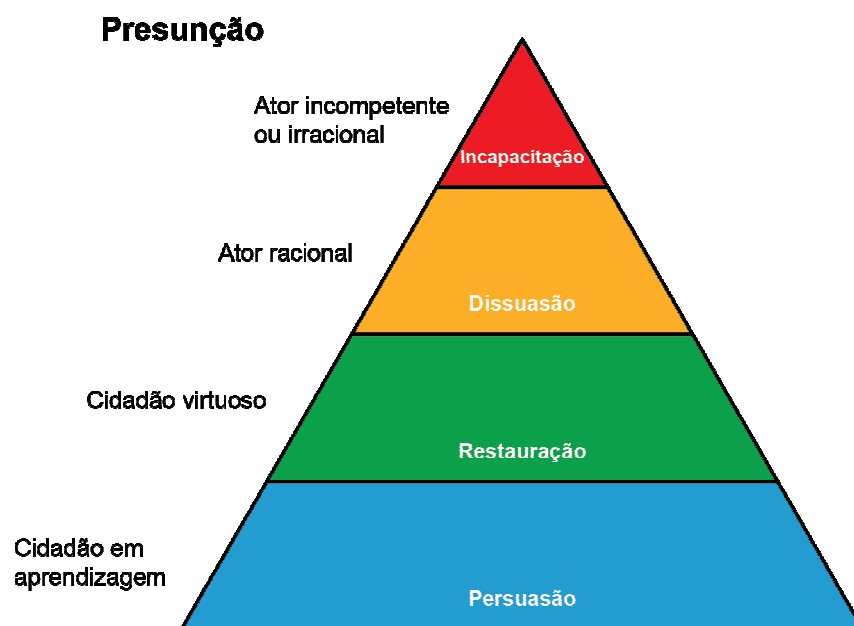 Presunção
Ator incompetente
ou irracional
Incapacitação
Ator racional
Dissuasão
Cidadão virtuoso
Restauração
Cidadão em
aprendizagem
Persuasão